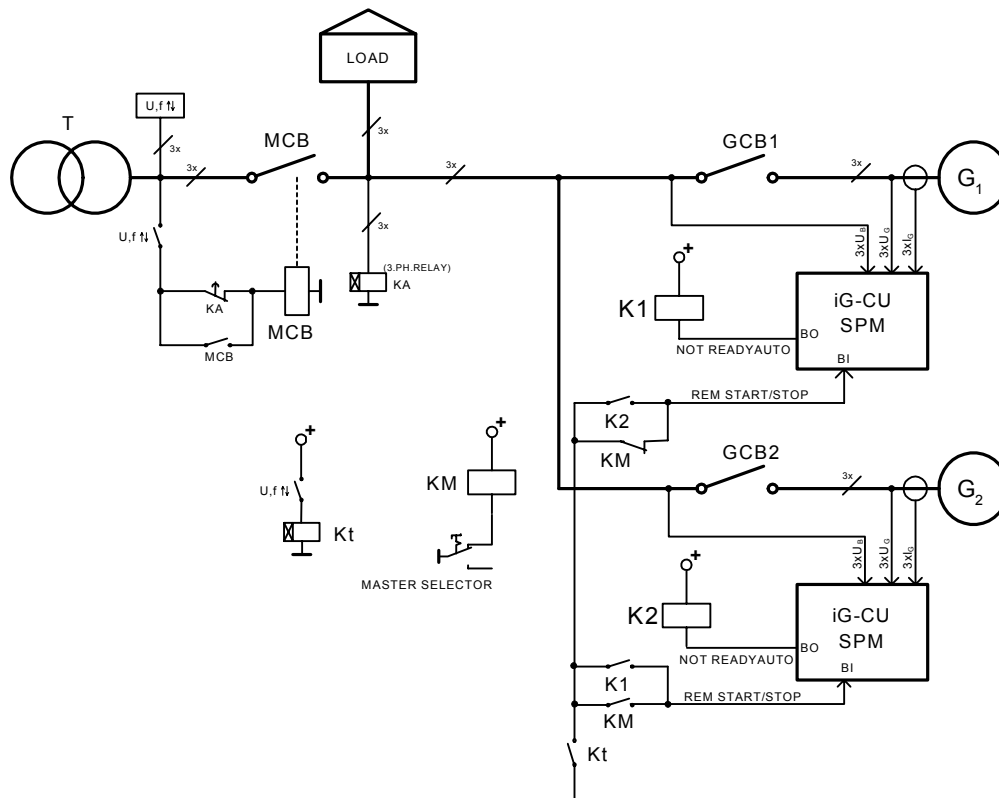 LOAD
U,f ↑↓
T
3x
3x
MCB
3x
3x
3x
GCB1
3x
G1
U,f ↑↓
(3.PH.RELAY)
KA
KA
MCB
MCB
3xUB
3xUG
3xIG
+
K1
iG-CU
SPM
BO
NOT READYAUTO
BI
REM START/STOP
K2
KM
+
U,f ↑↓
Kt
+
KM
MASTER SELECTOR
GCB2
3x
G2
3xUB
3xUG
3xIG
+
K2
iG-CU
SPM
BO
NOT READYAUTO
BI
K1
REM START/STOP
KM
Kt